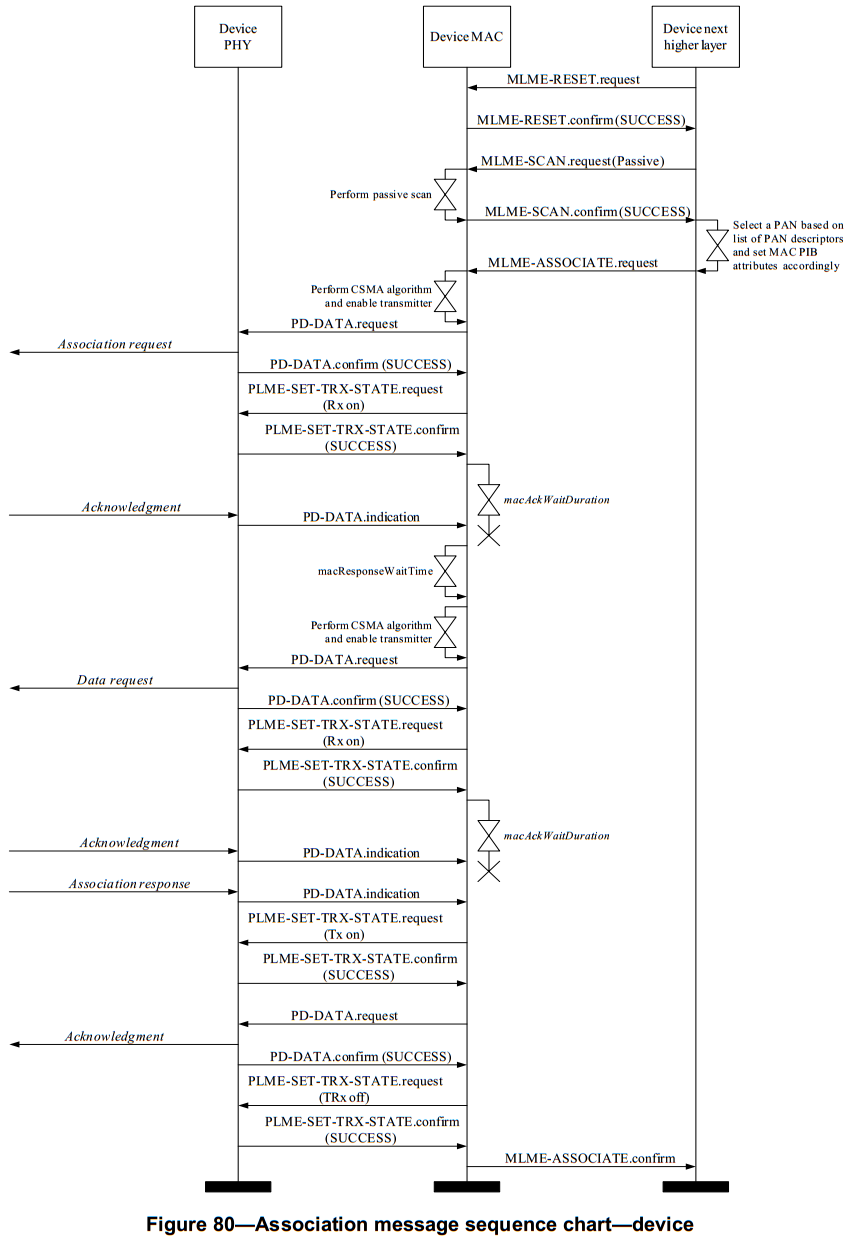 Device
PHY
Device MAC
Device next
higher layer
MLME-RESET.request
MLME-RESET.confirm (SUCCESS)
MLME-SCAN.request(Passive)
Perform passive scan
MLME-SCAN.confirm (SUCCESS)
Select a PAN based on
list of PAN descriptors
and set MAC PIB
attributes accordingly
MLME-ASSOCIATE.request
Perform CSMA algorithm
and enable transmitter
PD-DATA.request
Association request
PD-DATA.confirm (SUCCESS)
PLME-SET-TRX-STATE.request
(Rx on)
PLME-SET-TRX-STATE.confirm
(SUCCESS)
macAckWaitDuration
Acknowledgment
PD-DATA.indication
macResponseWaitTime
Perform CSMA algorithm
and enable transmitter
PD-DATA.request
Data request
PD-DATA.confirm (SUCCESS)
PLME-SET-TRX-STATE.request
(Rx on)
PLME-SET-TRX-STATE.confirm
(SUCCESS)
macAckWaitDuration
Acknowledgment
PD-DATA.indication
Association response
PD-DATA.indication
PLME-SET-TRX-STATE.request
(Tx on)
PLME-SET-TRX-STATE.confirm
(SUCCESS)
PD-DATA.request
Acknowledgment
PD-DATA.confirm (SUCCESS)
PLME-SET-TRX-STATE.request
(TRx off)
PLME-SET-TRX-STATE.confirm
(SUCCESS)
MLME-ASSOCIATE.confirm
Figure 80—Association message sequence chart—device